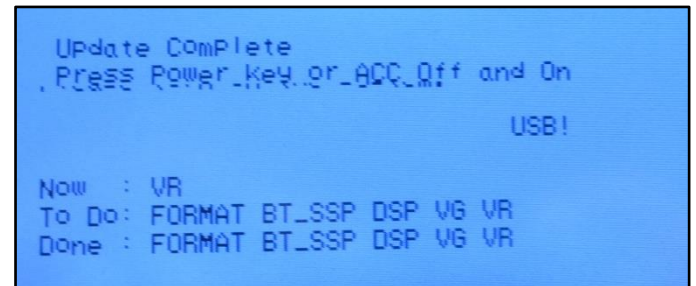 Update Complete
Press Power key or ACC Off and On
USB!
Now : VR
To Do: FORMAT BT_SSP DSP VG VR
Done : FORMAT BT_SSP DSP VG VR